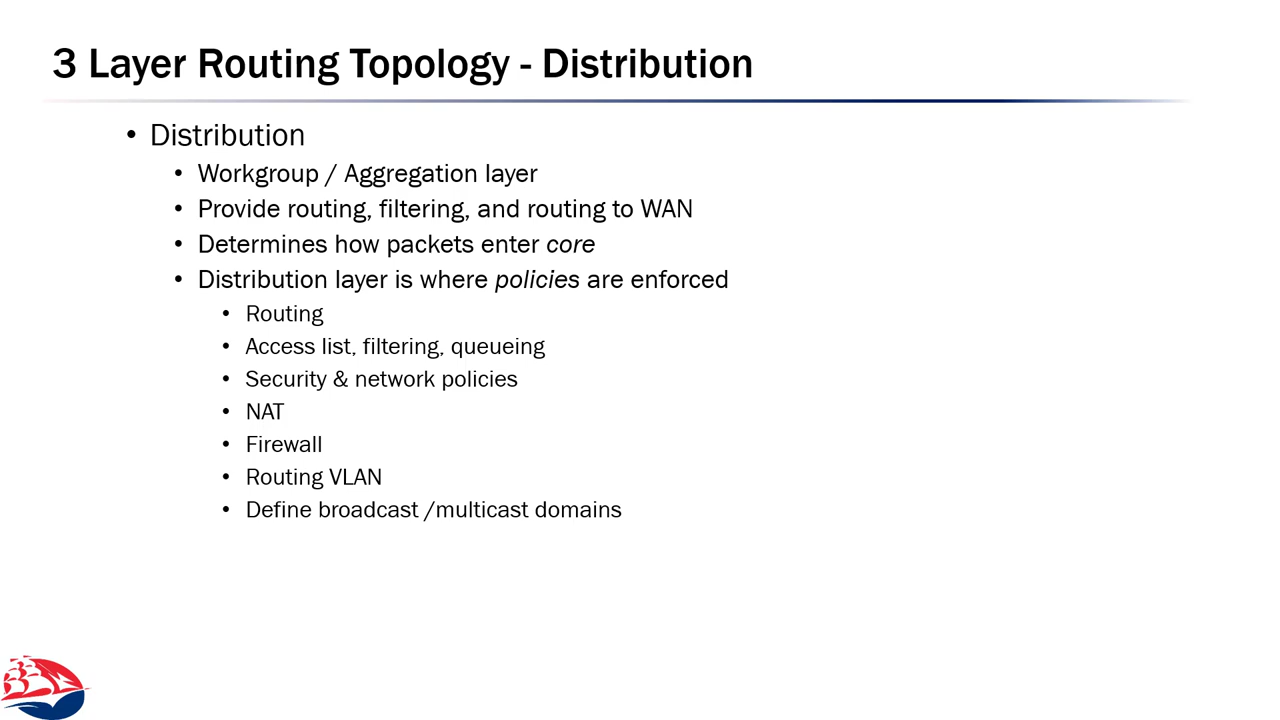 3 Layer Routing Topology - Distribution
• Distribution
• Workgroup / Aggregation layer
• Provide routing, filtering, and routing to WAN
• Determines how packets enter core
• Distribution layer is where policies are enforced
• Routing
• Access list, filtering, queueing
• Security & network policies
• NAT
• Firewall
• Routing VLAN
• Define broadcast /multicast domains